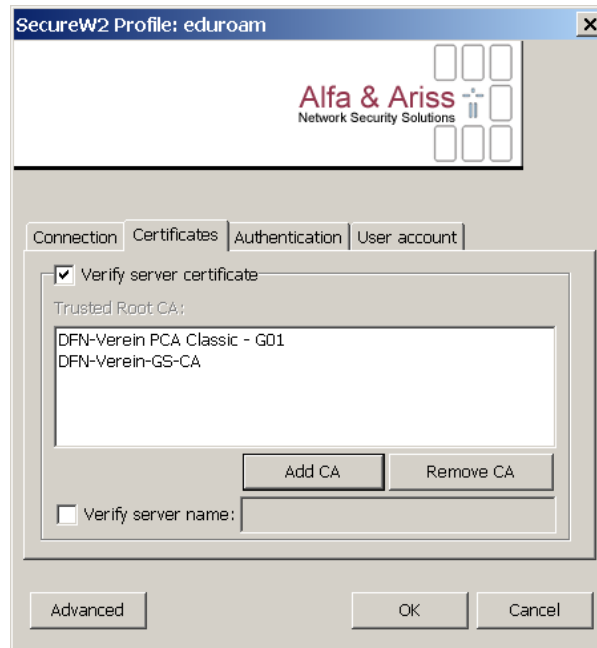 SecureW2 Profile: eduroam
Alfa & Ariss
Network Security Solutions
Connection Certificates Authentication User account
Verify server certificate
Trusted Root CA:
DFN-Verein PCA Classic - G01
DFN-Verein-GS-CA
Add CA Remove CA
Verify server name:
Advanced OK Cancel